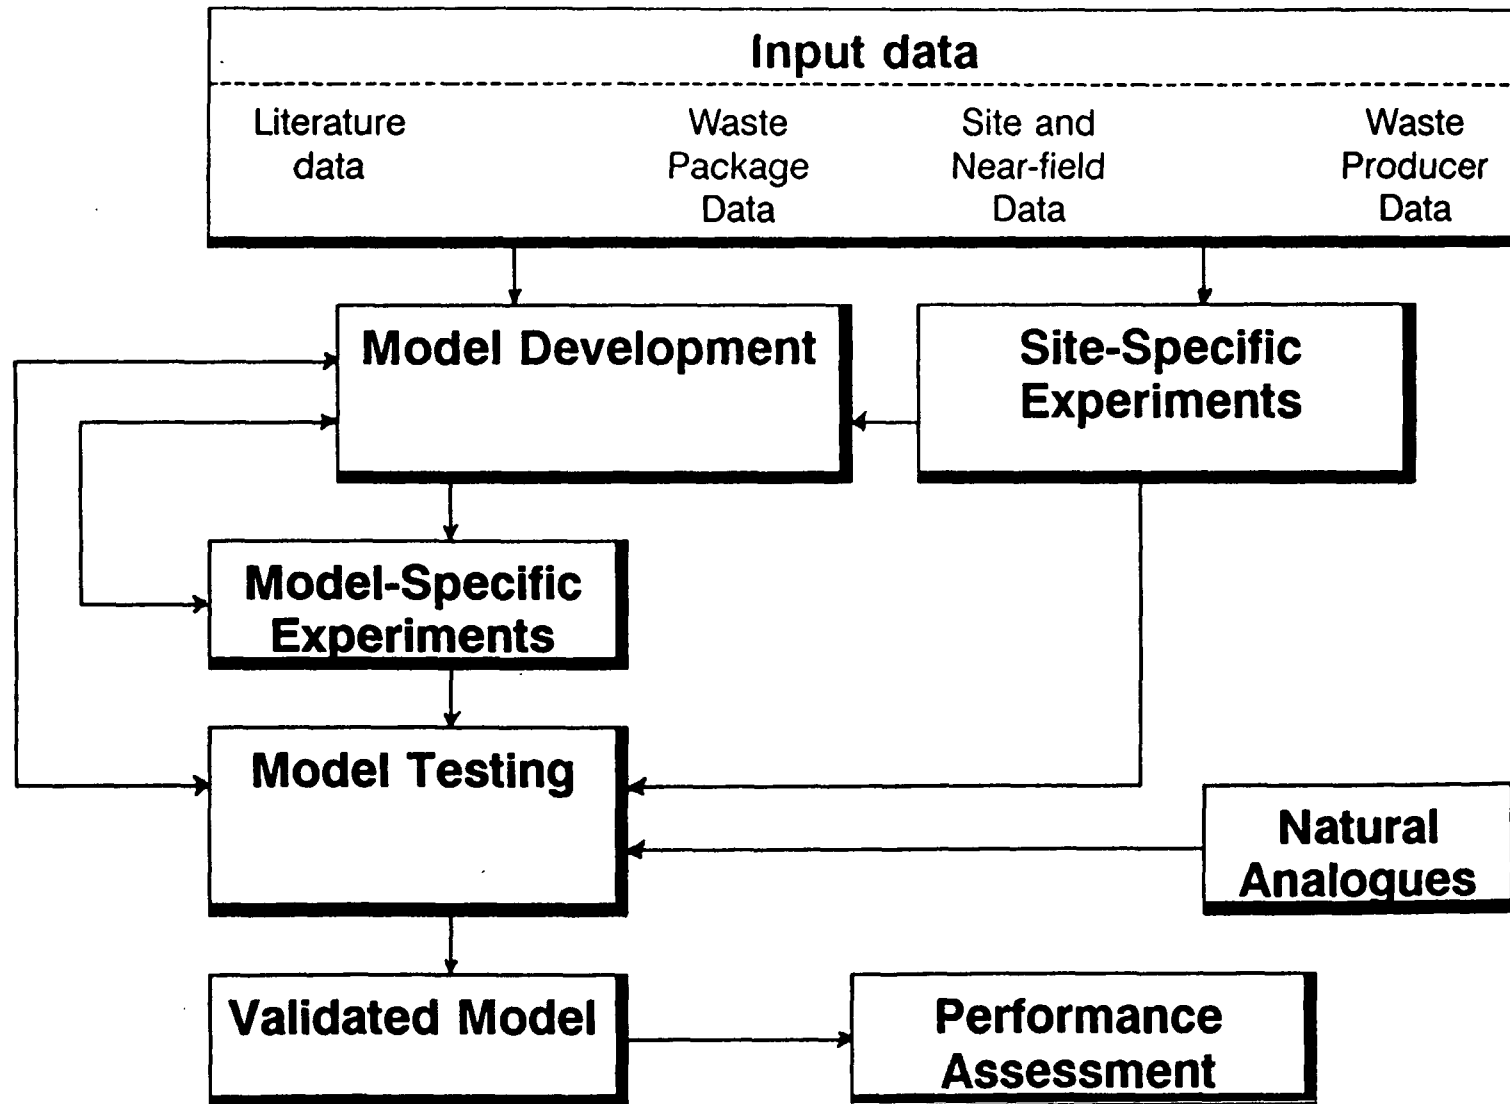 Input data
Literature
data
Waste
Package
Data
Site and
Near-field
Data
Waste
Producer
Data
Model Development
Site-Specific
Experiments
Model-Specific
Experiments
Model Testing
Natural
Analogues
Validated Model
Performance
Assessment